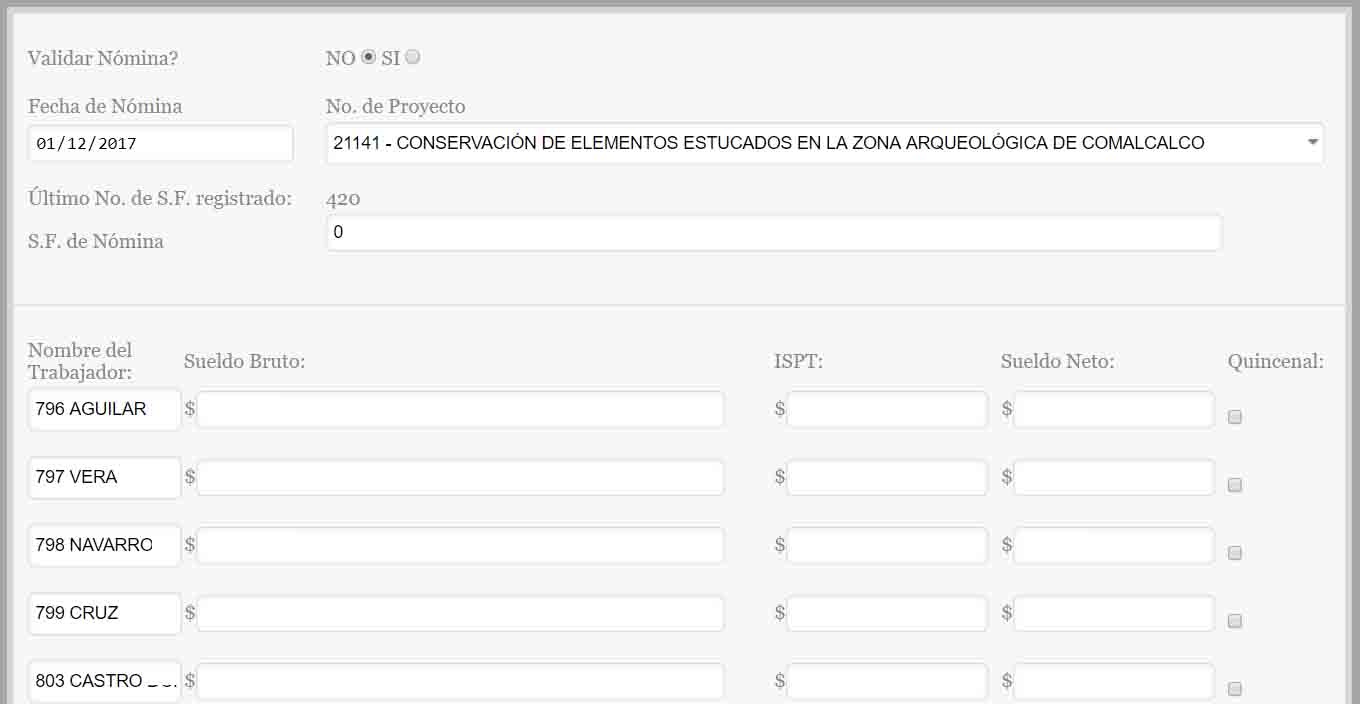 Validar Nómina? NO SI
Fecha de Nómina No. de Proyecto
01/12/2017 21141 - CONSERVACIÓN DE ELEMENTOS ESTUCADOS EN LA ZONA ARQUEOLÓGICA DE COMALCALCO
Último No. de S.F. registrado: 420
S.F. de Nómina 0
Nombre del
Trabajador: Sueldo Bruto: ISPT: Sueldo Neto: Quincenal:
796 AGUILAR $ $ $
797 VERA $ $ $
798 NAVARRO $ $ $
799 CRUZ $ $ $
803 CASTRO $ $ $